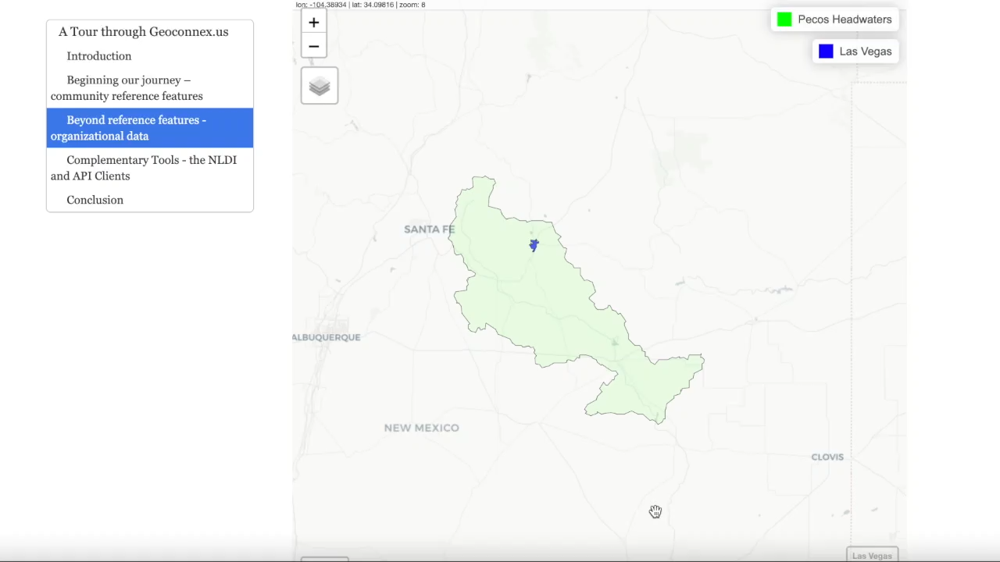 lon: -104.38934 | lat: 34.09816 | zoom: 8
A Tour through Geoconnex.us
Introduction
Beginning our journey –
community reference features
Beyond reference features -
organizational data
Complementary Tools - the NLDI
and API Clients
Conclusion
+
−
Pecos Headwaters
Las Vegas
SANTA FE
ALBUQUERQUE
NEW MEXICO
CLOVIS
Las Vegas